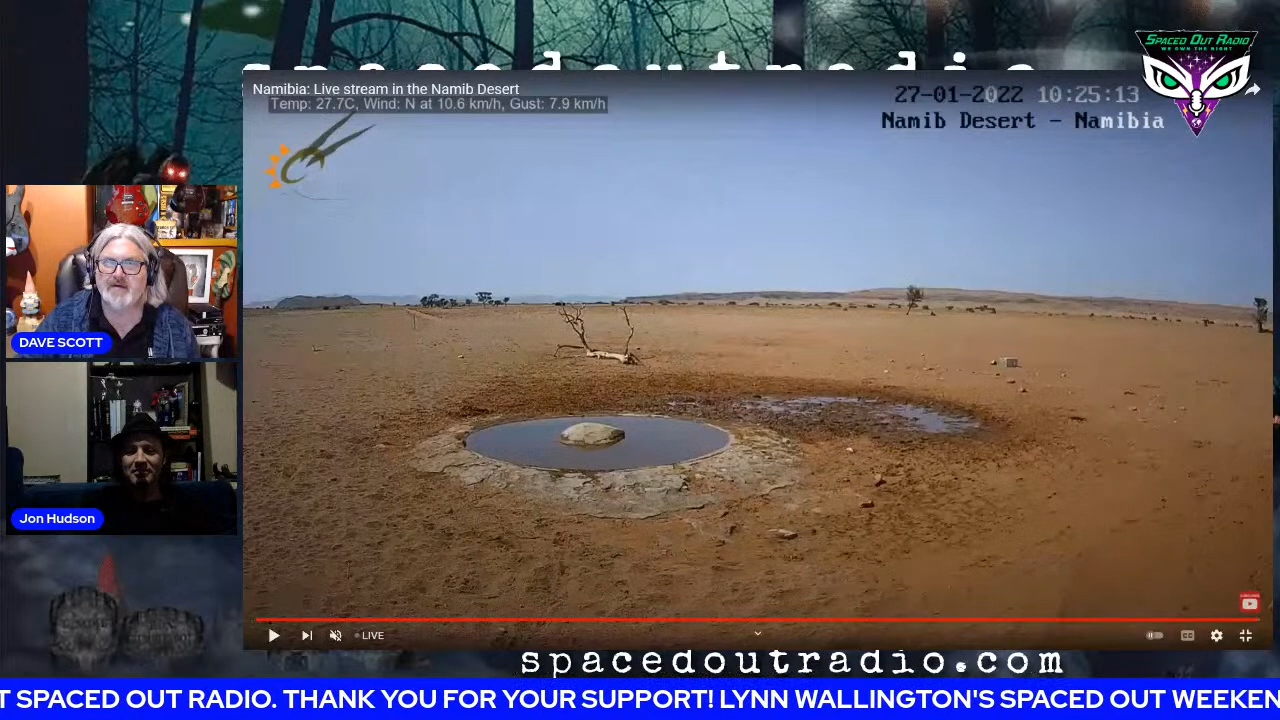 spacedoutradio
SPACED OUT RADIO
WE OWN THE NIGHT
Namibia: Live stream in the Namib Desert
Temp: 27.7C, Wind: N at 10.6 km/h, Gust: 7.9 km/h
27-01-2022 10:25:13
Namib Desert - Namibia
DAVE SCOTT
Jon Hudson
LIVE
CC
spacedoutradio.com
T SPACED OUT RADIO. THANK YOU FOR YOUR SUPPORT! LYNN WALLINGTON'S SPACED OUT WEEKEN